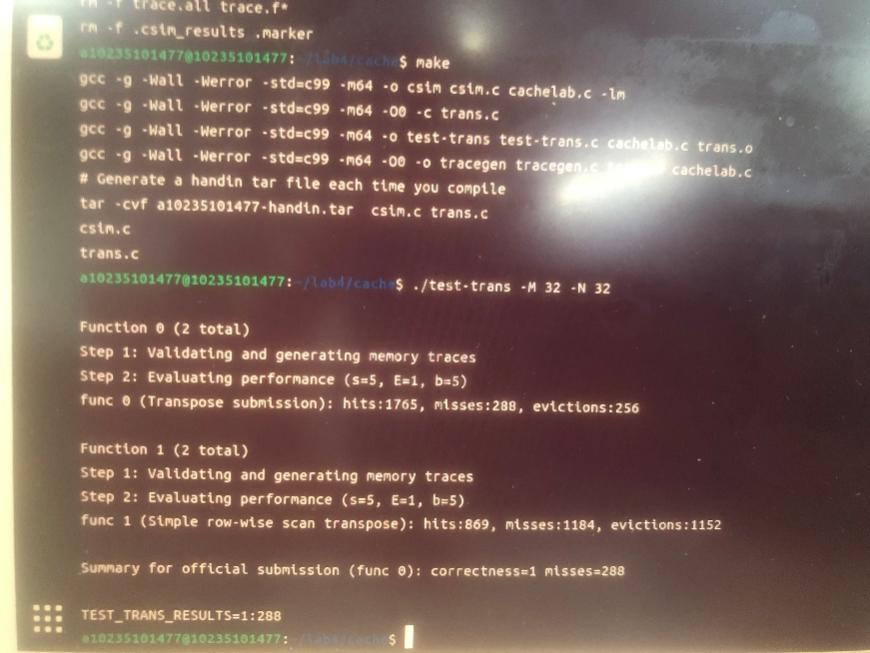 rm -f trace.all trace.f*
rm -f .csim_results .marker
a10235101477@10235101477:~/lab4/cache$ make
gcc -g -Wall -Werror -std=c99 -m64 -o csim csim.c cachelab.c -lm
gcc -g -Wall -Werror -std=c99 -m64 -O0 -c trans.c
gcc -g -Wall -Werror -std=c99 -m64 -o test-trans test-trans.c cachelab.c trans.o
gcc -g -Wall -Werror -std=c99 -m64 -O0 -o tracegen tracegen.c cachelab.c
# Generate a handin tar file each time you compile
tar -cvf a10235101477-handin.tar  csim.c trans.c
csim.c
trans.c
a10235101477@10235101477:~/lab4/cache$ ./test-trans -M 32 -N 32
Function 0 (2 total)
Step 1: Validating and generating memory traces
Step 2: Evaluating performance (s=5, E=1, b=5)
func 0 (Transpose submission): hits:1765, misses:288, evictions:256
Function 1 (2 total)
Step 1: Validating and generating memory traces
Step 2: Evaluating performance (s=5, E=1, b=5)
func 1 (Simple row-wise scan transpose): hits:869, misses:1184, evictions:1152
Summary for official submission (func 0): correctness=1 misses=288
TEST_TRANS_RESULTS=1:288
a10235101477@10235101477:~/lab4/cache$